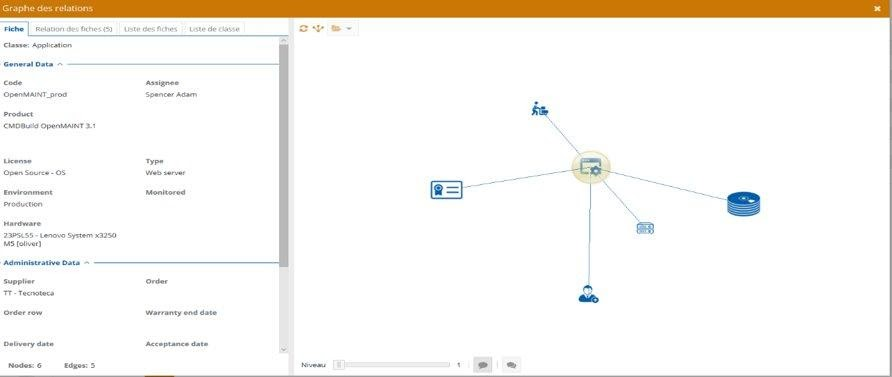 Graphe des relations
Fiche Relation des fiches (5) Liste des fiches Liste de classe
Classe: Application
General Data
Code Assignee
OpenMAINT_prod Spencer Adam
Product
CMDBuild OpenMAINT 3.1
License Type
Open Source - OS Web server
Environment Monitored
Production
Hardware
23PSL55 - Lenovo System x3250
M5 [oliver]
Administrative Data
Supplier Order
TT - Tecnoteca
Order row Warranty end date
Delivery date Acceptance date
Nodes: 6 Edges: 5 Niveau 1